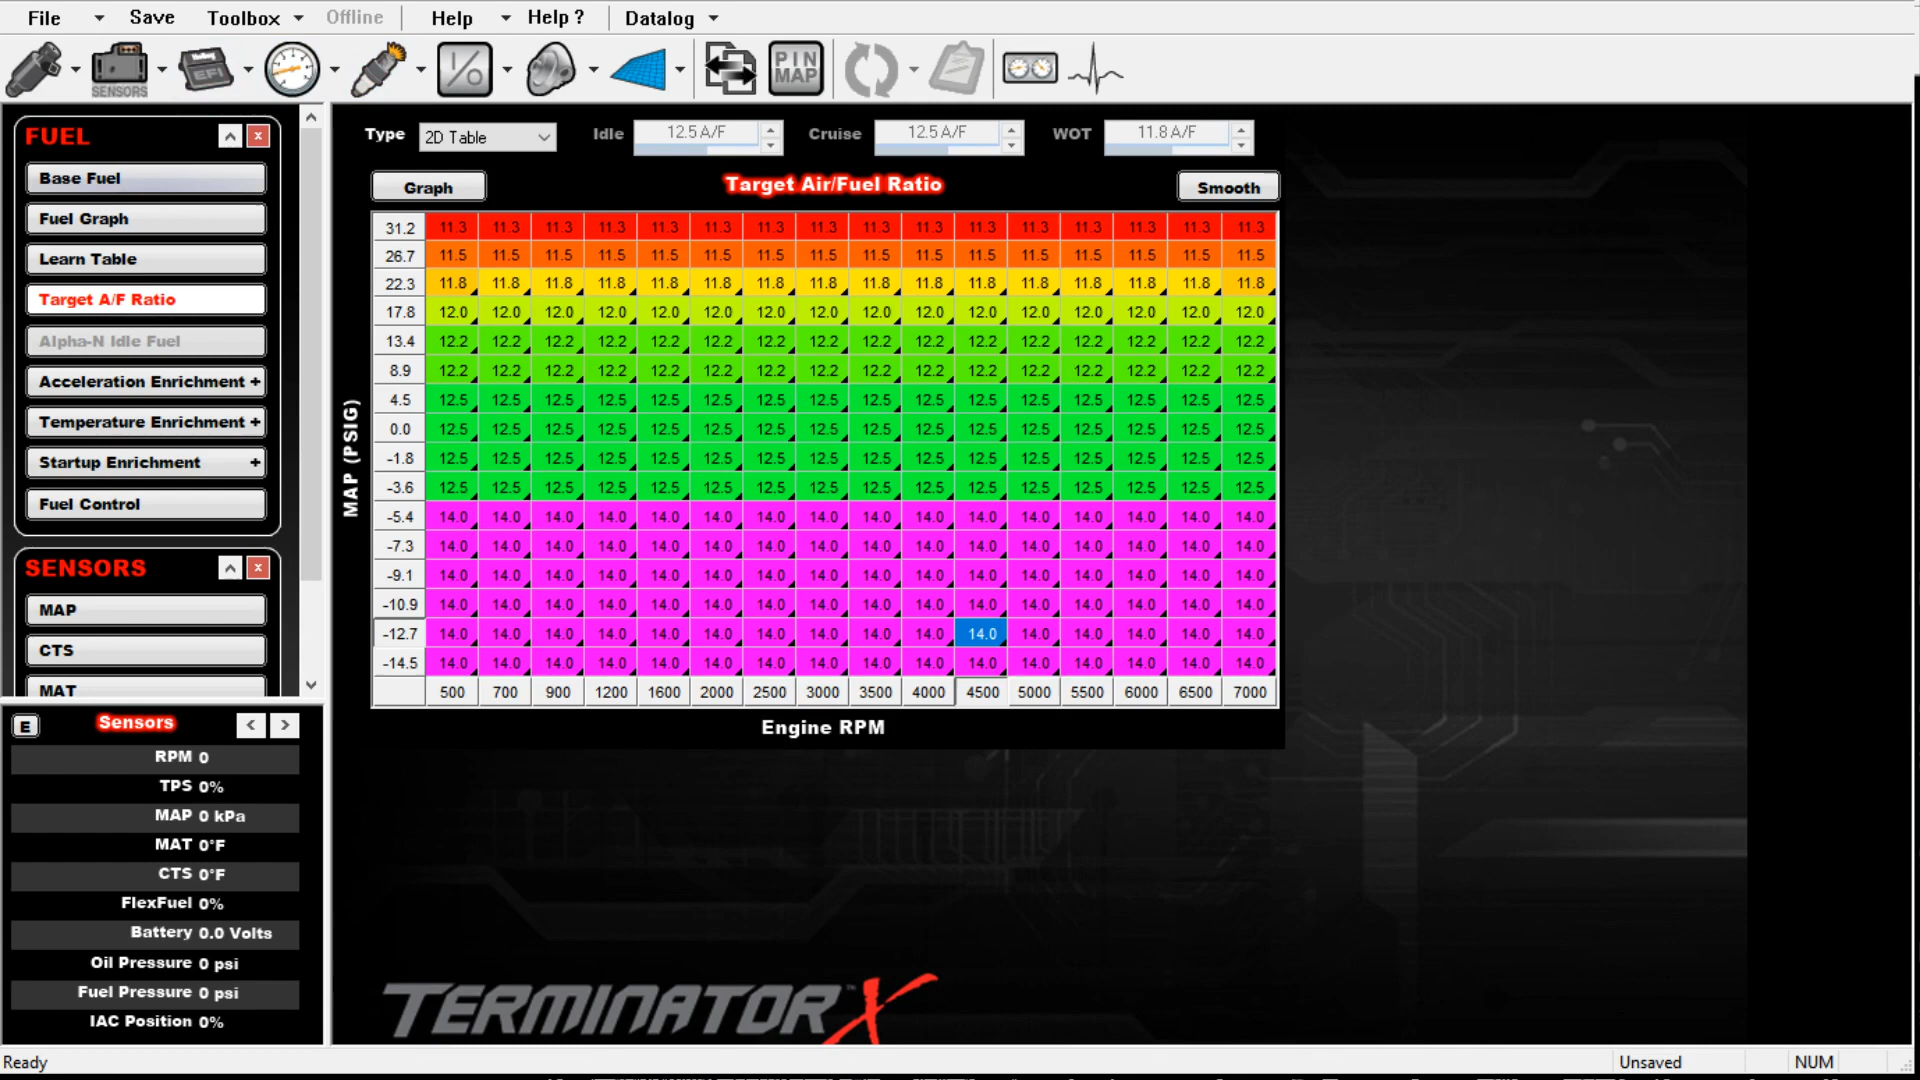 File Save Toolbox Offline Help Help ? Datalog
SENSORS EFI I/O PIN MAP
FUEL
Base Fuel
Fuel Graph
Learn Table
Target A/F Ratio
Alpha-N Idle Fuel
Acceleration Enrichment +
Temperature Enrichment +
Startup Enrichment +
Fuel Control
SENSORS
MAP
CTS
MAT
E Sensors < >
RPM 0
TPS 0%
MAP 0 kPa
MAT 0°F
CTS 0°F
FlexFuel 0%
Battery 0.0 Volts
Oil Pressure 0 psi
Fuel Pressure 0 psi
IAC Position 0%
Type 2D Table Idle 12.5 A/F Cruise 12.5 A/F WOT 11.8 A/F
Graph Target Air/Fuel Ratio Smooth
MAP (PSIG)
31.2 11.3 11.3 11.3 11.3 11.3 11.3 11.3 11.3 11.3 11.3 11.3 11.3 11.3 11.3 11.3 11.3
26.7 11.5 11.5 11.5 11.5 11.5 11.5 11.5 11.5 11.5 11.5 11.5 11.5 11.5 11.5 11.5 11.5
22.3 11.8 11.8 11.8 11.8 11.8 11.8 11.8 11.8 11.8 11.8 11.8 11.8 11.8 11.8 11.8 11.8
17.8 12.0 12.0 12.0 12.0 12.0 12.0 12.0 12.0 12.0 12.0 12.0 12.0 12.0 12.0 12.0 12.0
13.4 12.2 12.2 12.2 12.2 12.2 12.2 12.2 12.2 12.2 12.2 12.2 12.2 12.2 12.2 12.2 12.2
8.9 12.2 12.2 12.2 12.2 12.2 12.2 12.2 12.2 12.2 12.2 12.2 12.2 12.2 12.2 12.2 12.2
4.5 12.5 12.5 12.5 12.5 12.5 12.5 12.5 12.5 12.5 12.5 12.5 12.5 12.5 12.5 12.5 12.5
0.0 12.5 12.5 12.5 12.5 12.5 12.5 12.5 12.5 12.5 12.5 12.5 12.5 12.5 12.5 12.5 12.5
-1.8 12.5 12.5 12.5 12.5 12.5 12.5 12.5 12.5 12.5 12.5 12.5 12.5 12.5 12.5 12.5 12.5
-3.6 12.5 12.5 12.5 12.5 12.5 12.5 12.5 12.5 12.5 12.5 12.5 12.5 12.5 12.5 12.5 12.5
-5.4 14.0 14.0 14.0 14.0 14.0 14.0 14.0 14.0 14.0 14.0 14.0 14.0 14.0 14.0 14.0 14.0
-7.3 14.0 14.0 14.0 14.0 14.0 14.0 14.0 14.0 14.0 14.0 14.0 14.0 14.0 14.0 14.0 14.0
-9.1 14.0 14.0 14.0 14.0 14.0 14.0 14.0 14.0 14.0 14.0 14.0 14.0 14.0 14.0 14.0 14.0
-10.9 14.0 14.0 14.0 14.0 14.0 14.0 14.0 14.0 14.0 14.0 14.0 14.0 14.0 14.0 14.0 14.0
-12.7 14.0 14.0 14.0 14.0 14.0 14.0 14.0 14.0 14.0 14.0 14.0 14.0 14.0 14.0 14.0 14.0
-14.5 14.0 14.0 14.0 14.0 14.0 14.0 14.0 14.0 14.0 14.0 14.0 14.0 14.0 14.0 14.0 14.0
500 700 900 1200 1600 2000 2500 3000 3500 4000 4500 5000 5500 6000 6500 7000
Engine RPM
TERMINATOR X
Ready Unsaved NUM